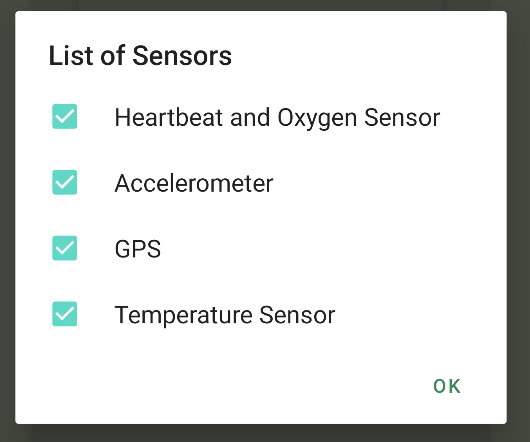 List of Sensors
Heartbeat and Oxygen Sensor
Accelerometer
GPS
Temperature Sensor
OK